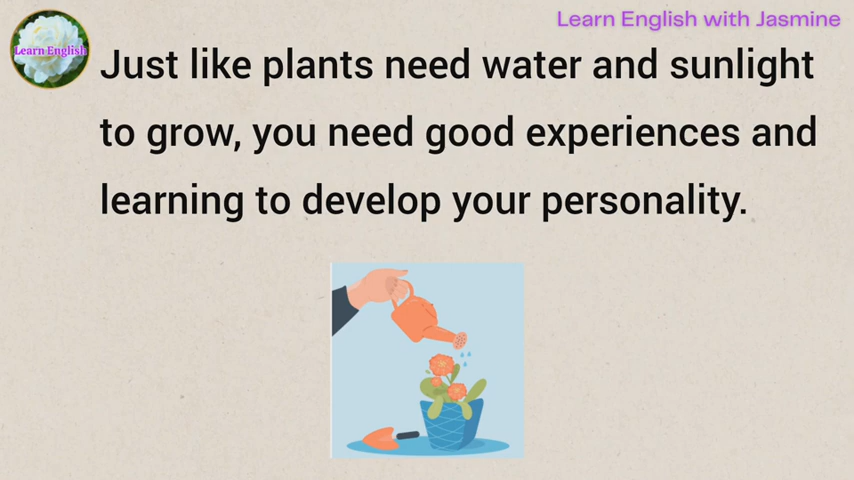 Learn English with Jasmine
Learn English
Just like plants need water and sunlight
to grow, you need good experiences and
learning to develop your personality.